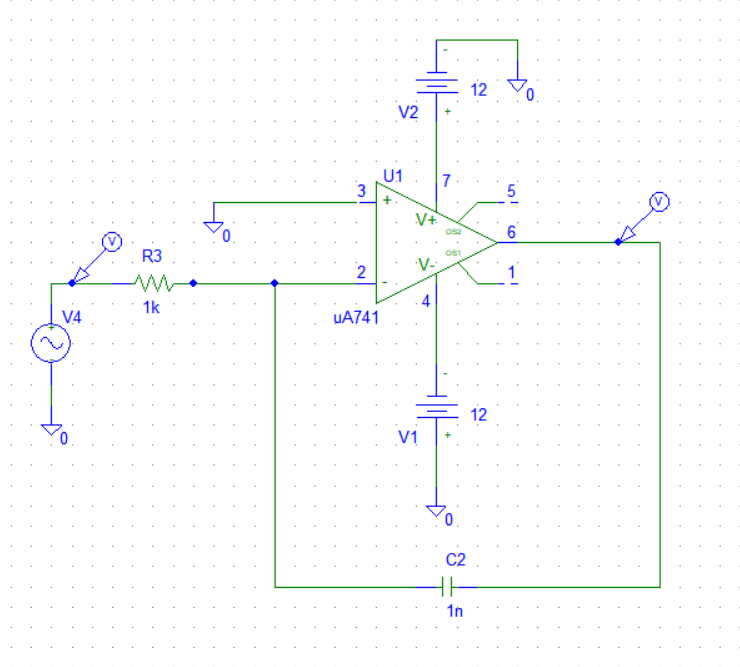 -
12
0
V2
+
U1
7
3
+
5
V
0
V+
OS2
6
V
OS1
R3
2
-
V-
1
1k
4
V4
+
uA741
-
0
-
12
V1
+
0
C2
1n